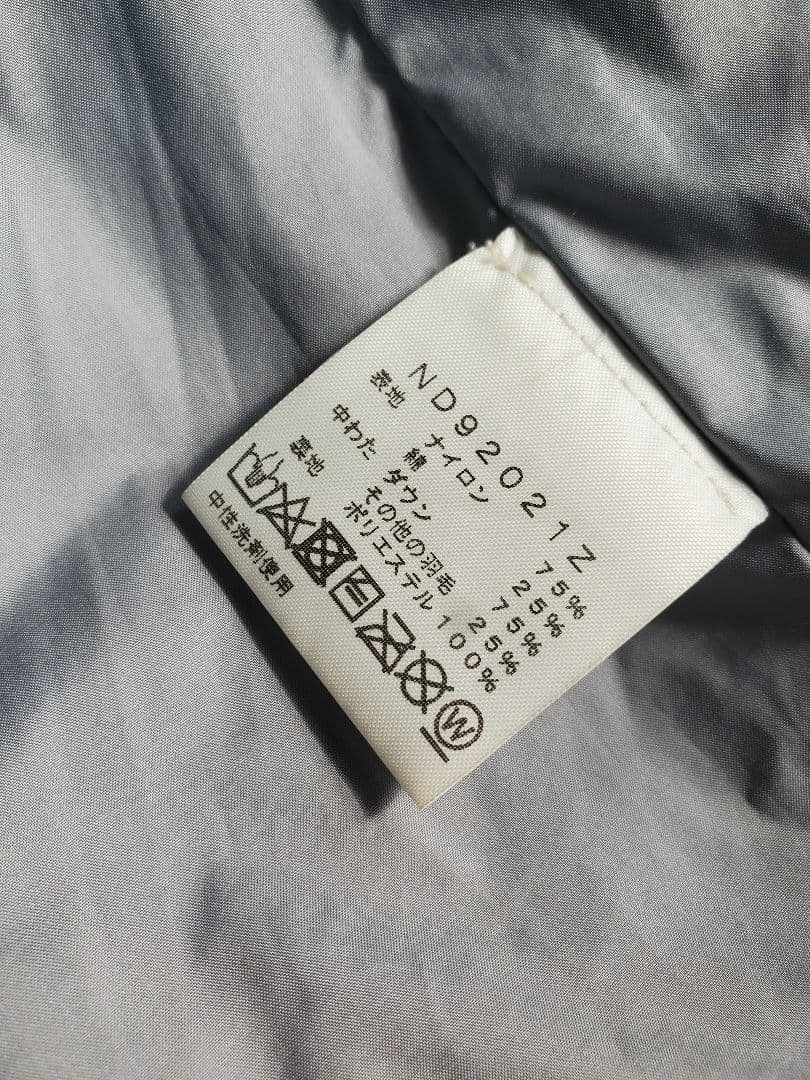 ND92021Z
表地 ナイロン 75%
綿 25%
中わた ダウン 75%
その他の羽毛 25%
裏地 ポリエステル 100%
W
中性洗剤使用